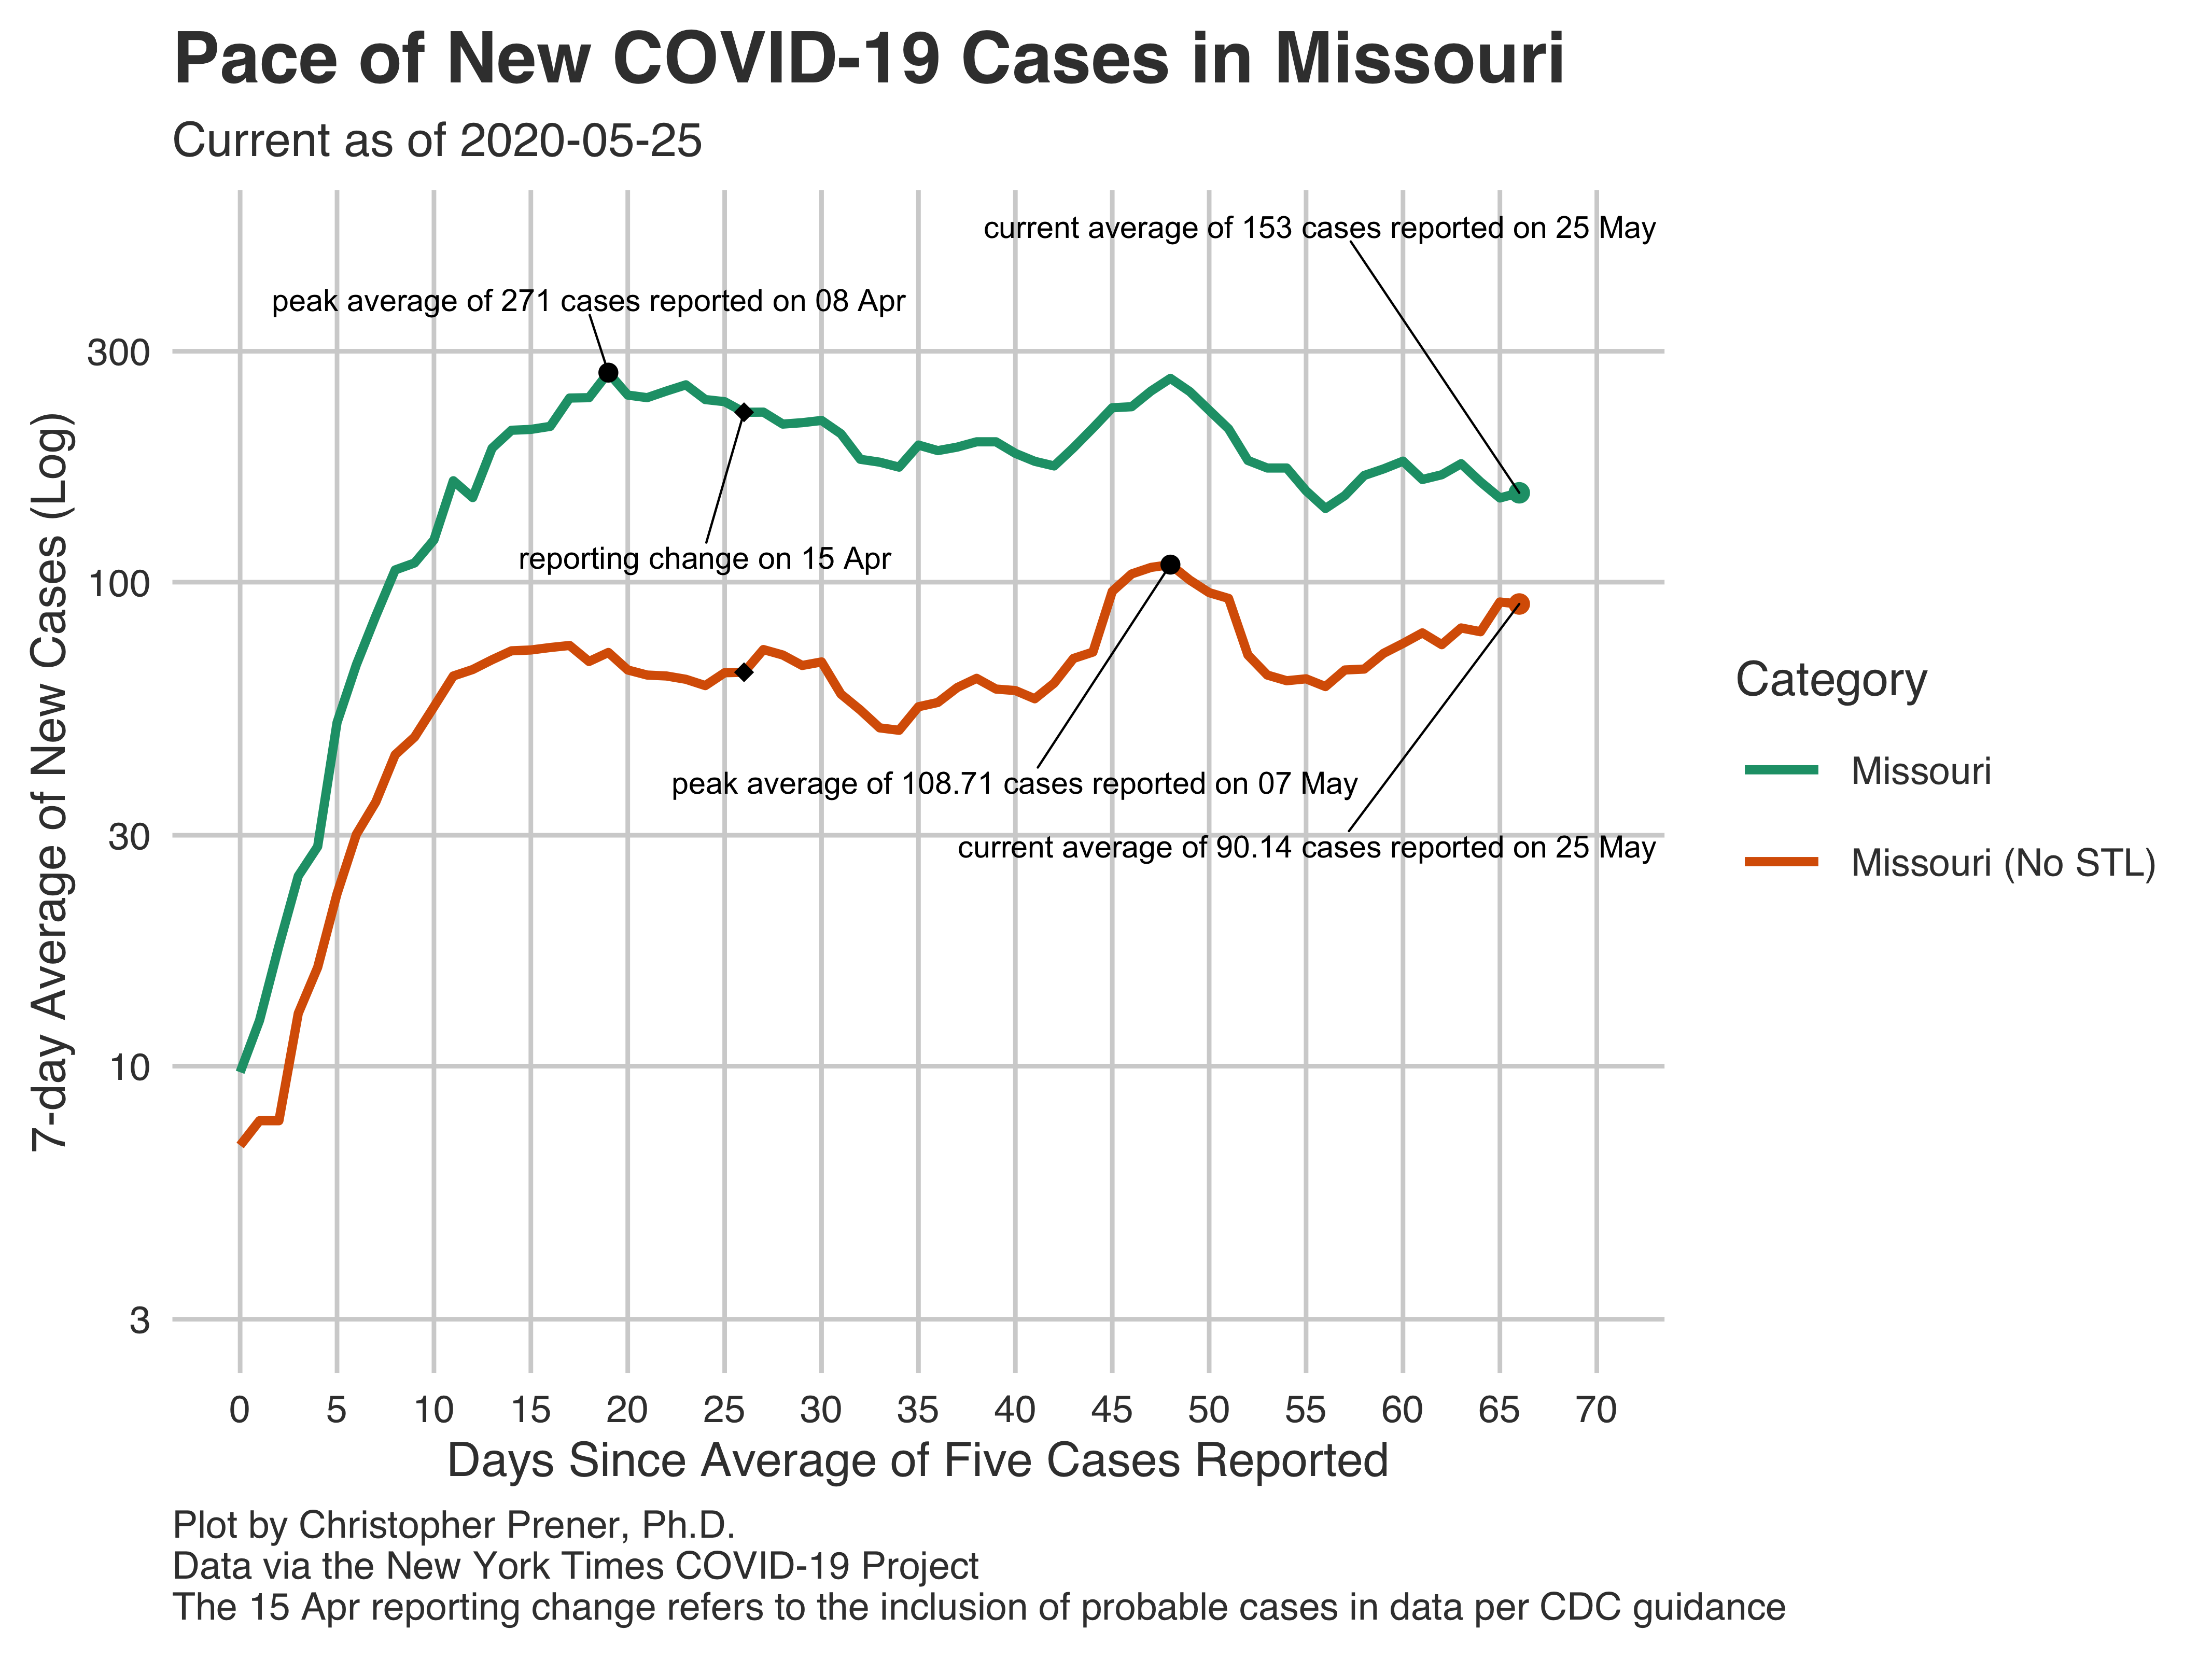 Pace of New COVID-19 Cases in Missouri
Current as of 2020-05-25
current average of 153 cases reported on 25 May
peak average of 271 cases reported on 08 Apr
reporting change on 15 Apr
peak average of 108.71 cases reported on 07 May
current average of 90.14 cases reported on 25 May
7-day Average of New Cases (Log)
300
100
30
10
3
0 5 10 15 20 25 30 35 40 45 50 55 60 65 70
Days Since Average of Five Cases Reported
Category
Missouri
Missouri (No STL)
Plot by Christopher Prener, Ph.D.
Data via the New York Times COVID-19 Project
The 15 Apr reporting change refers to the inclusion of probable cases in data per CDC guidance